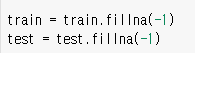 train = train.fillna(-1)
test = test.fillna(-1)